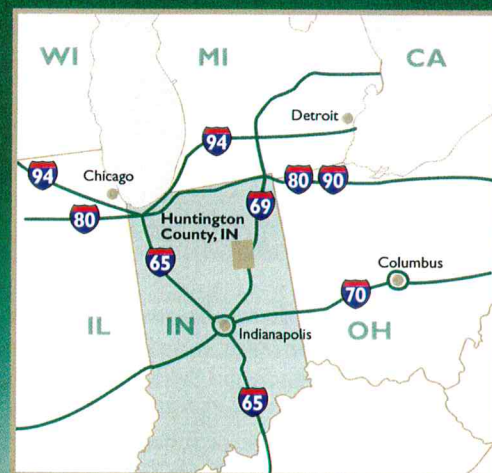 WI
MI
CA
Detroit
94
94
Chicago
80
90
80
69
Huntington
County, IN
65
Columbus
70
IL
IN
Indianapolis
OH
65